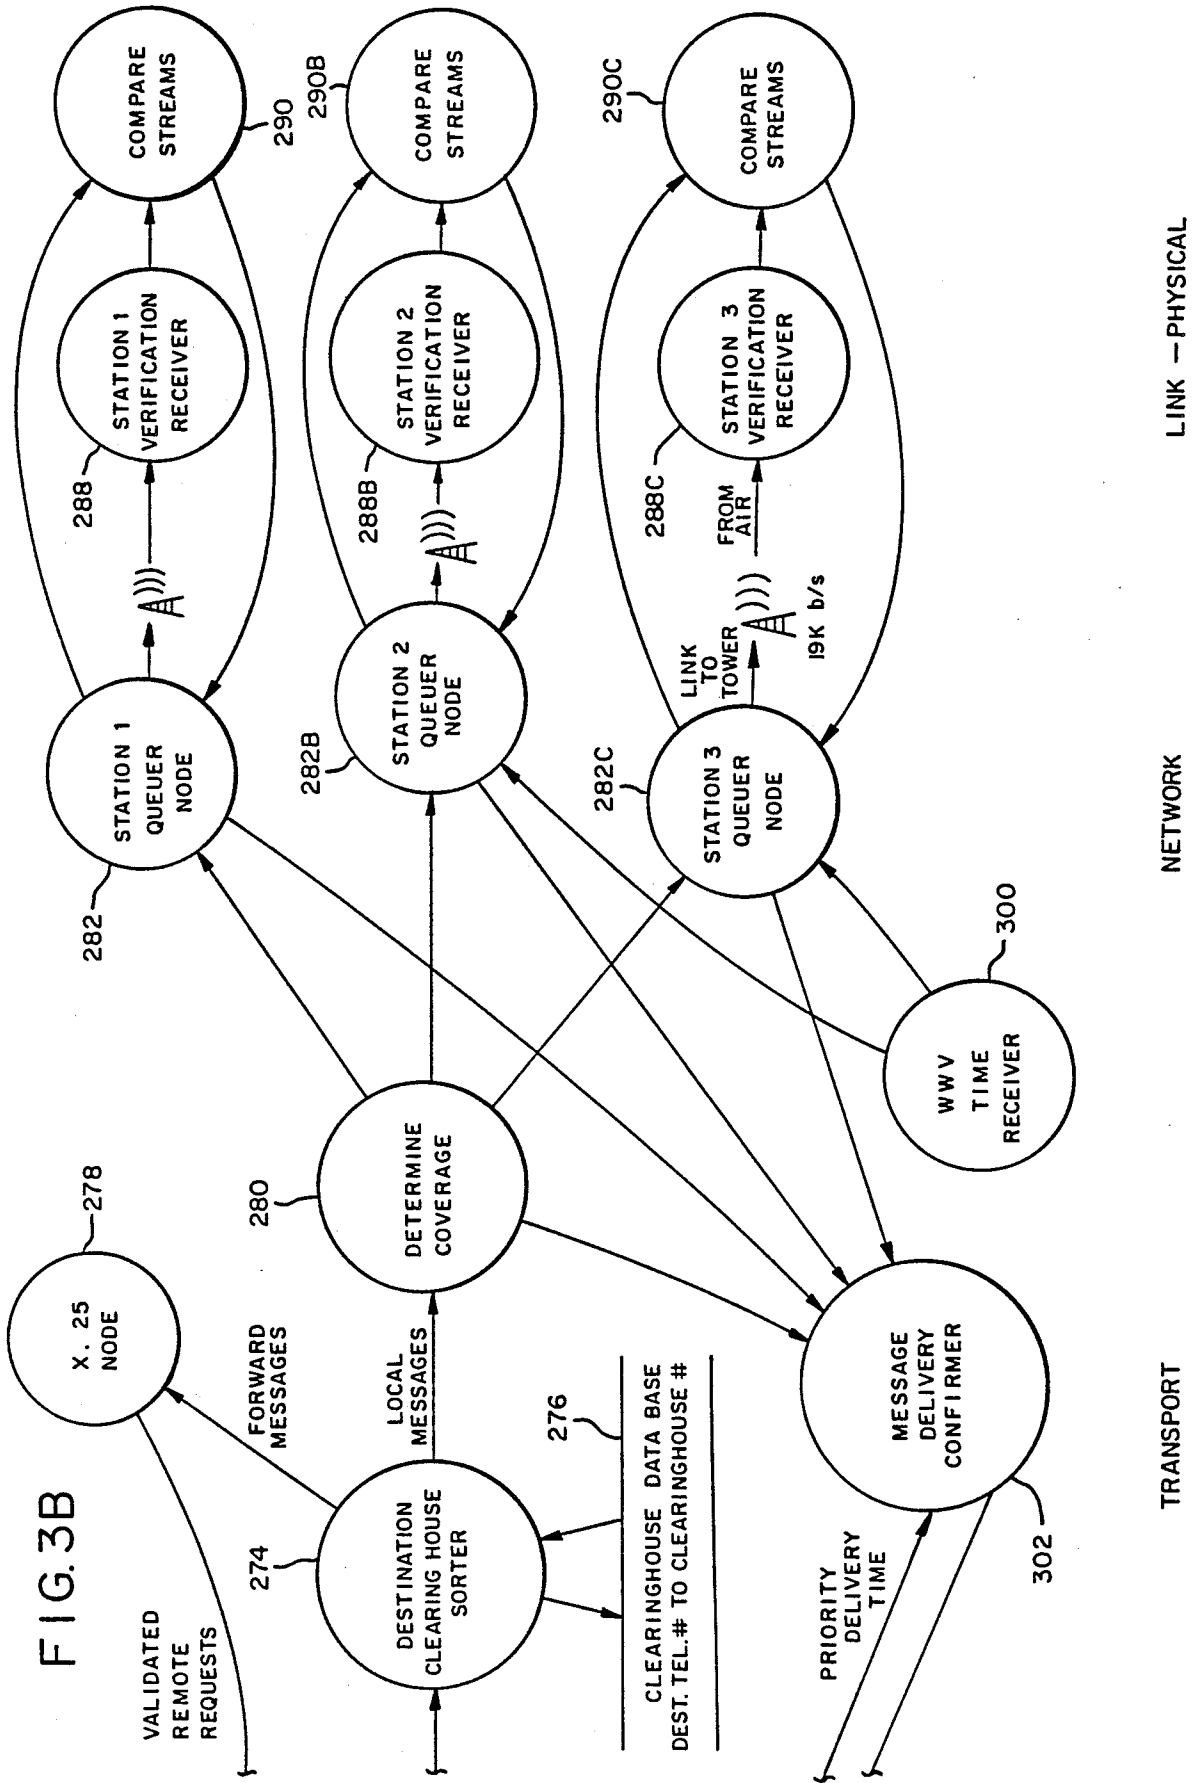 FIG. 3B
VALIDATED
REMOTE
REQUESTS
X. 25
NODE
278
FORWARD
MESSAGES
274
DESTINATION
CLEARING HOUSE
SORTER
LOCAL
MESSAGES
276
CLEARINGHOUSE DATA BASE
DEST. TEL.# TO CLEARINGHOUSE #
280
DETERMINE
COVERAGE
PRIORITY
DELIVERY
TIME
MESSAGE
DELIVERY
CONFIRMER
302
WWV
TIME
RECEIVER
300
282
STATION 1
QUEUER
NODE
288
STATION 1
VERIFICATION
RECEIVER
COMPARE
STREAMS
290
282B
STATION 2
QUEUER
NODE
288B
STATION 2
VERIFICATION
RECEIVER
290B
COMPARE
STREAMS
282C
STATION 3
QUEUER
NODE
LINK
TO
TOWER
19K b/s
FROM
AIR
288C
STATION 3
VERIFICATION
RECEIVER
290C
COMPARE
STREAMS
TRANSPORT
NETWORK
LINK — PHYSICAL